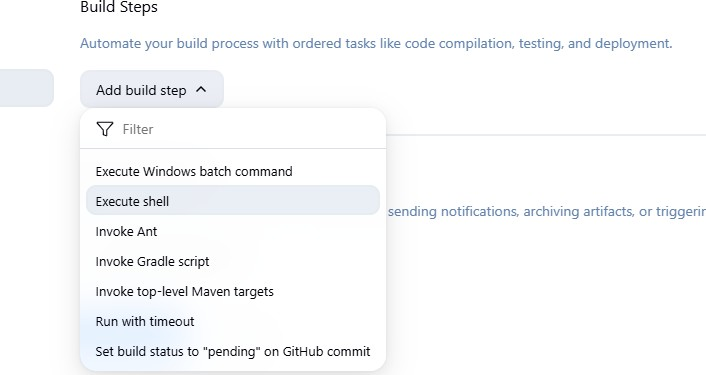 Build Steps
Automate your build process with ordered tasks like code compilation, testing, and deployment.
Add build step
Filter
Execute Windows batch command
Execute shell
sending notifications, archiving artifacts, or triggerin
Invoke Ant
Invoke Gradle script
Invoke top-level Maven targets
Run with timeout
Set build status to "pending" on GitHub commit